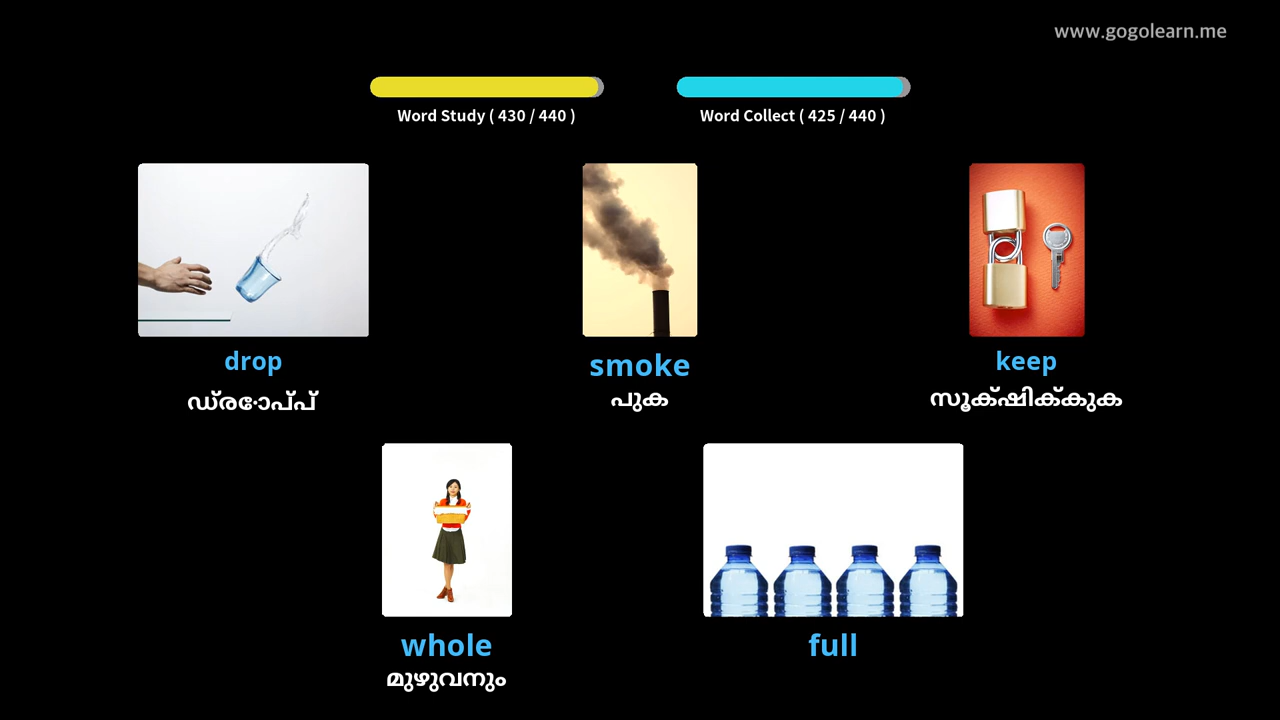 www.gogolearn.me
Word Study ( 430 / 440 )
Word Collect ( 425 / 440 )
drop
smoke
keep
ഡ്രോപ്പ്
പുക
സൂക്ഷിക്കുക
whole
full
മുഴുവനും